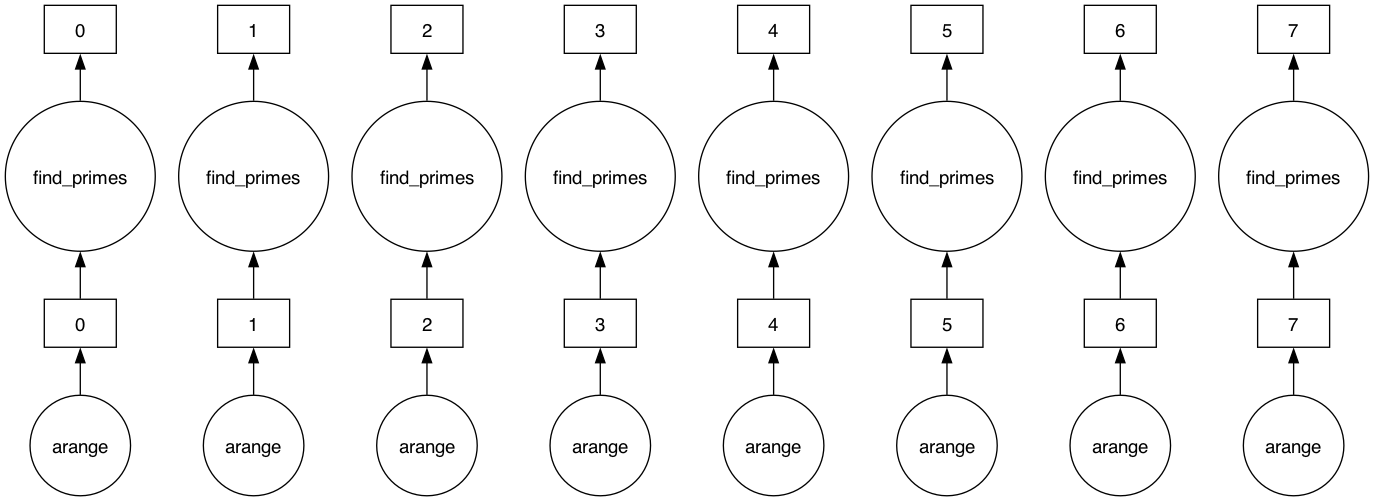 0 1 2 3 4 5 6 7
find_primes find_primes find_primes find_primes find_primes find_primes find_primes find_primes
0 1 2 3 4 5 6 7
arange arange arange arange arange arange arange arange